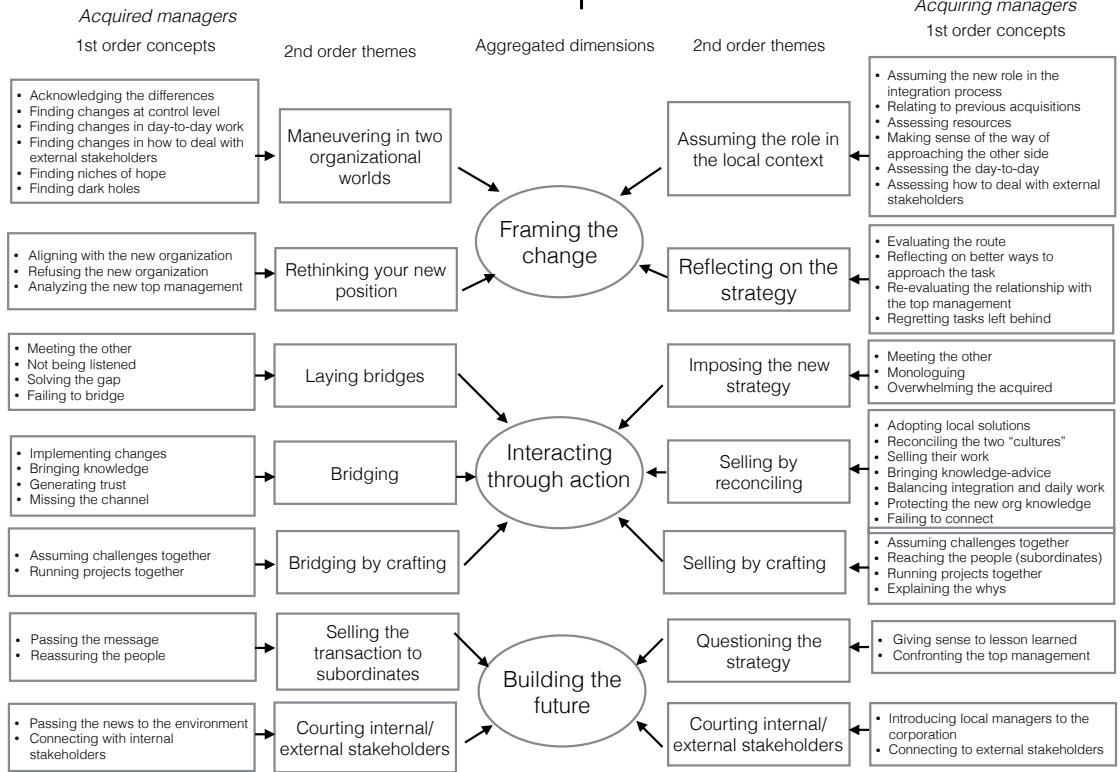 Acquired managers
1st order concepts
2nd order themes
Aggregated dimensions
2nd order themes
Acquiring managers
1st order concepts
• Acknowledging the differences
• Finding changes at control level
• Finding changes in day-to-day work
• Finding changes in how to deal with
external stakeholders
• Finding niches of hope
• Finding dark holes
Maneuvering in two
organizational
worlds
Framing the
change
Assuming the role in
the local context
• Assuming the new role in the
integration process
• Relating to previous acquisitions
• Assessing resources
• Making sense of the way of
approaching the other side
• Assessing the day-to-day
• Assessing how to deal with external
stakeholders
• Aligning with the new organization
• Refusing the new organization
• Analyzing the new top management
Rethinking your new
position
Reflecting on the
strategy
• Evaluating the route
• Reflecting on better ways to
approach the task
• Re-evaluating the relationship with
the top management
• Regretting tasks left behind
• Meeting the other
• Not being listened
• Solving the gap
• Failing to bridge
Laying bridges
Interacting
through action
Imposing the new
strategy
• Meeting the other
• Monologuing
• Overwhelming the acquired
• Implementing changes
• Bringing knowledge
• Generating trust
• Missing the channel
Bridging
Selling by
reconciling
• Adopting local solutions
• Reconciling the two “cultures”
• Selling their work
• Bringing knowledge-advice
• Balancing integration and daily work
• Protecting the new org knowledge
• Failing to connect
• Assuming challenges together
• Running projects together
Bridging by crafting
Selling by crafting
• Assuming challenges together
• Reaching the people (subordinates)
• Running projects together
• Explaining the whys
• Passing the message
• Reassuring the people
Selling the
transaction to
subordinates
Building the
future
Questioning the
strategy
• Giving sense to lesson learned
• Confronting the top management
• Passing the news to the environment
• Connecting with internal
stakeholders
Courting internal/
external stakeholders
Courting internal/
external stakeholders
• Introducing local managers to the
corporation
• Connecting to external stakeholders